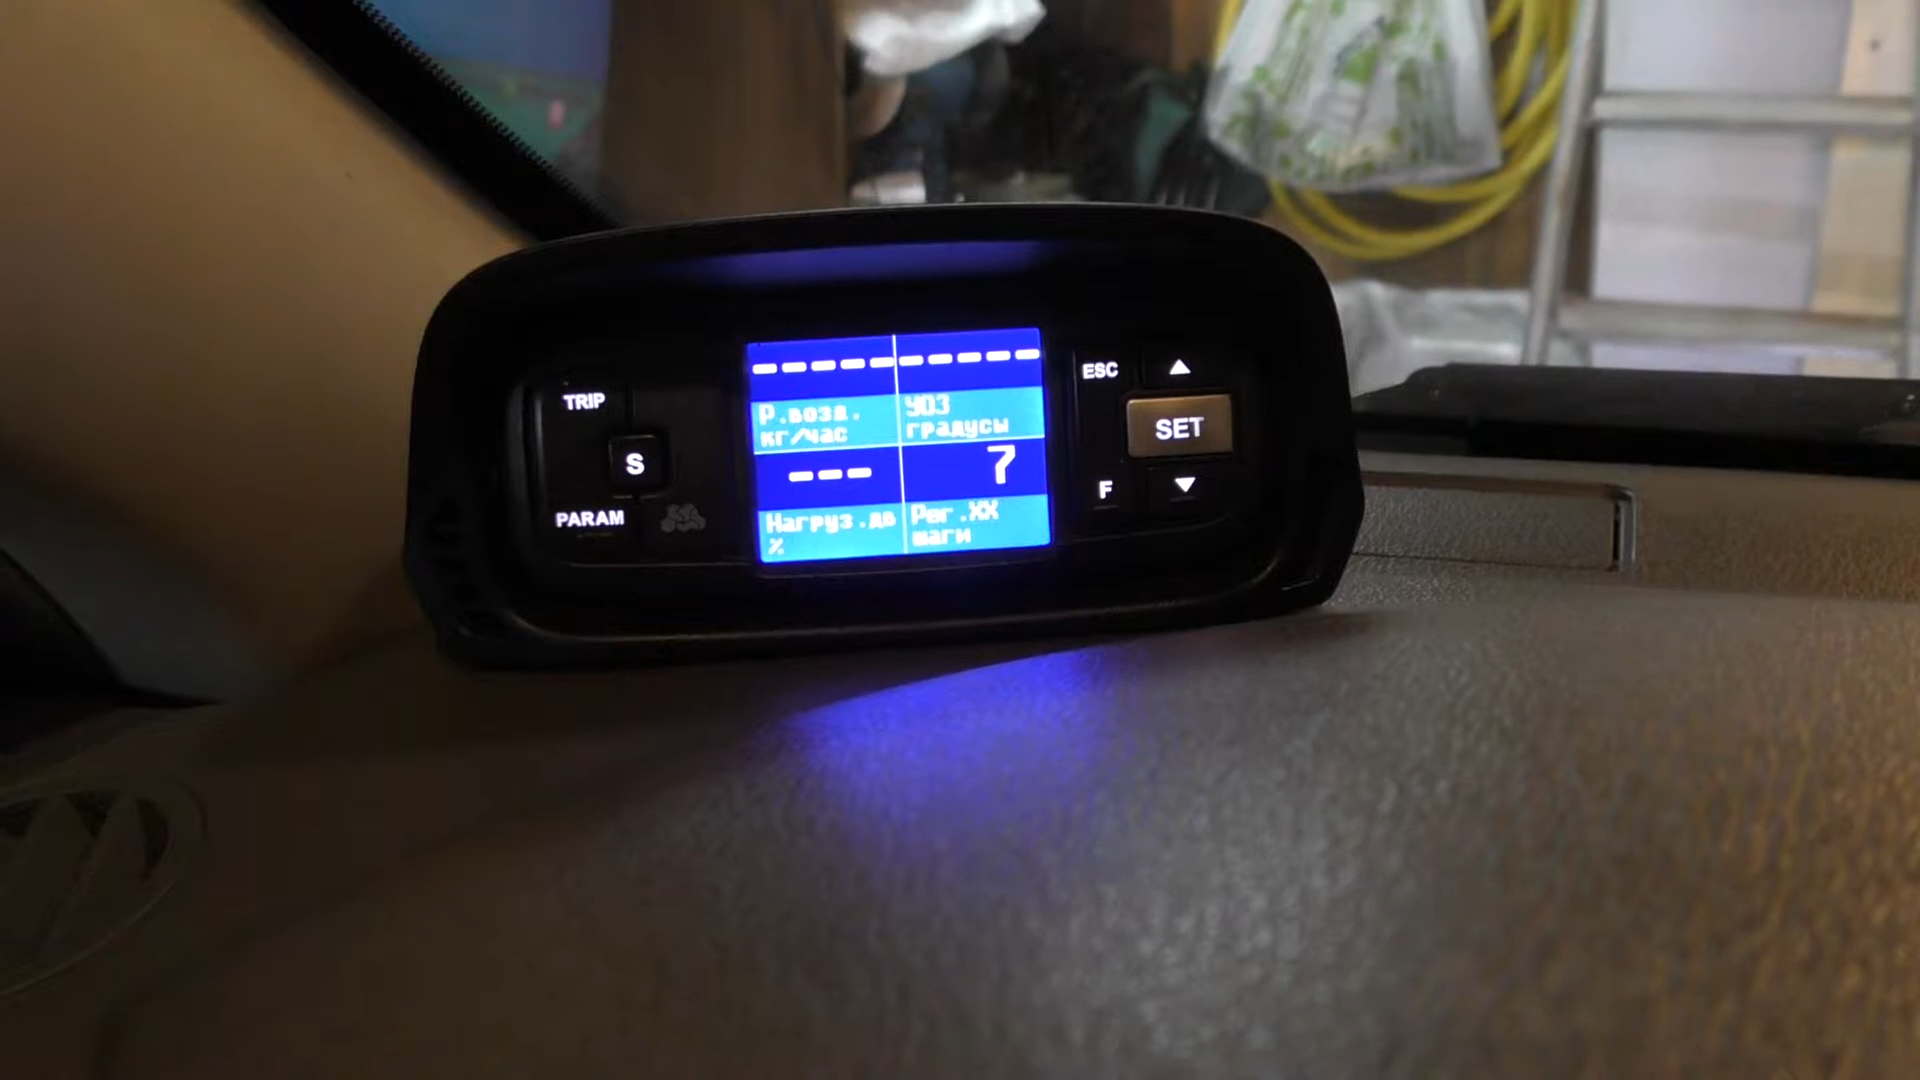 TRIP
S
PARAM
----- -----
Р.возд. УОЗ
кг/час градусы
--- 7
Нагруз.дв Рег.ХХ
% шаги
ESC
SET
F